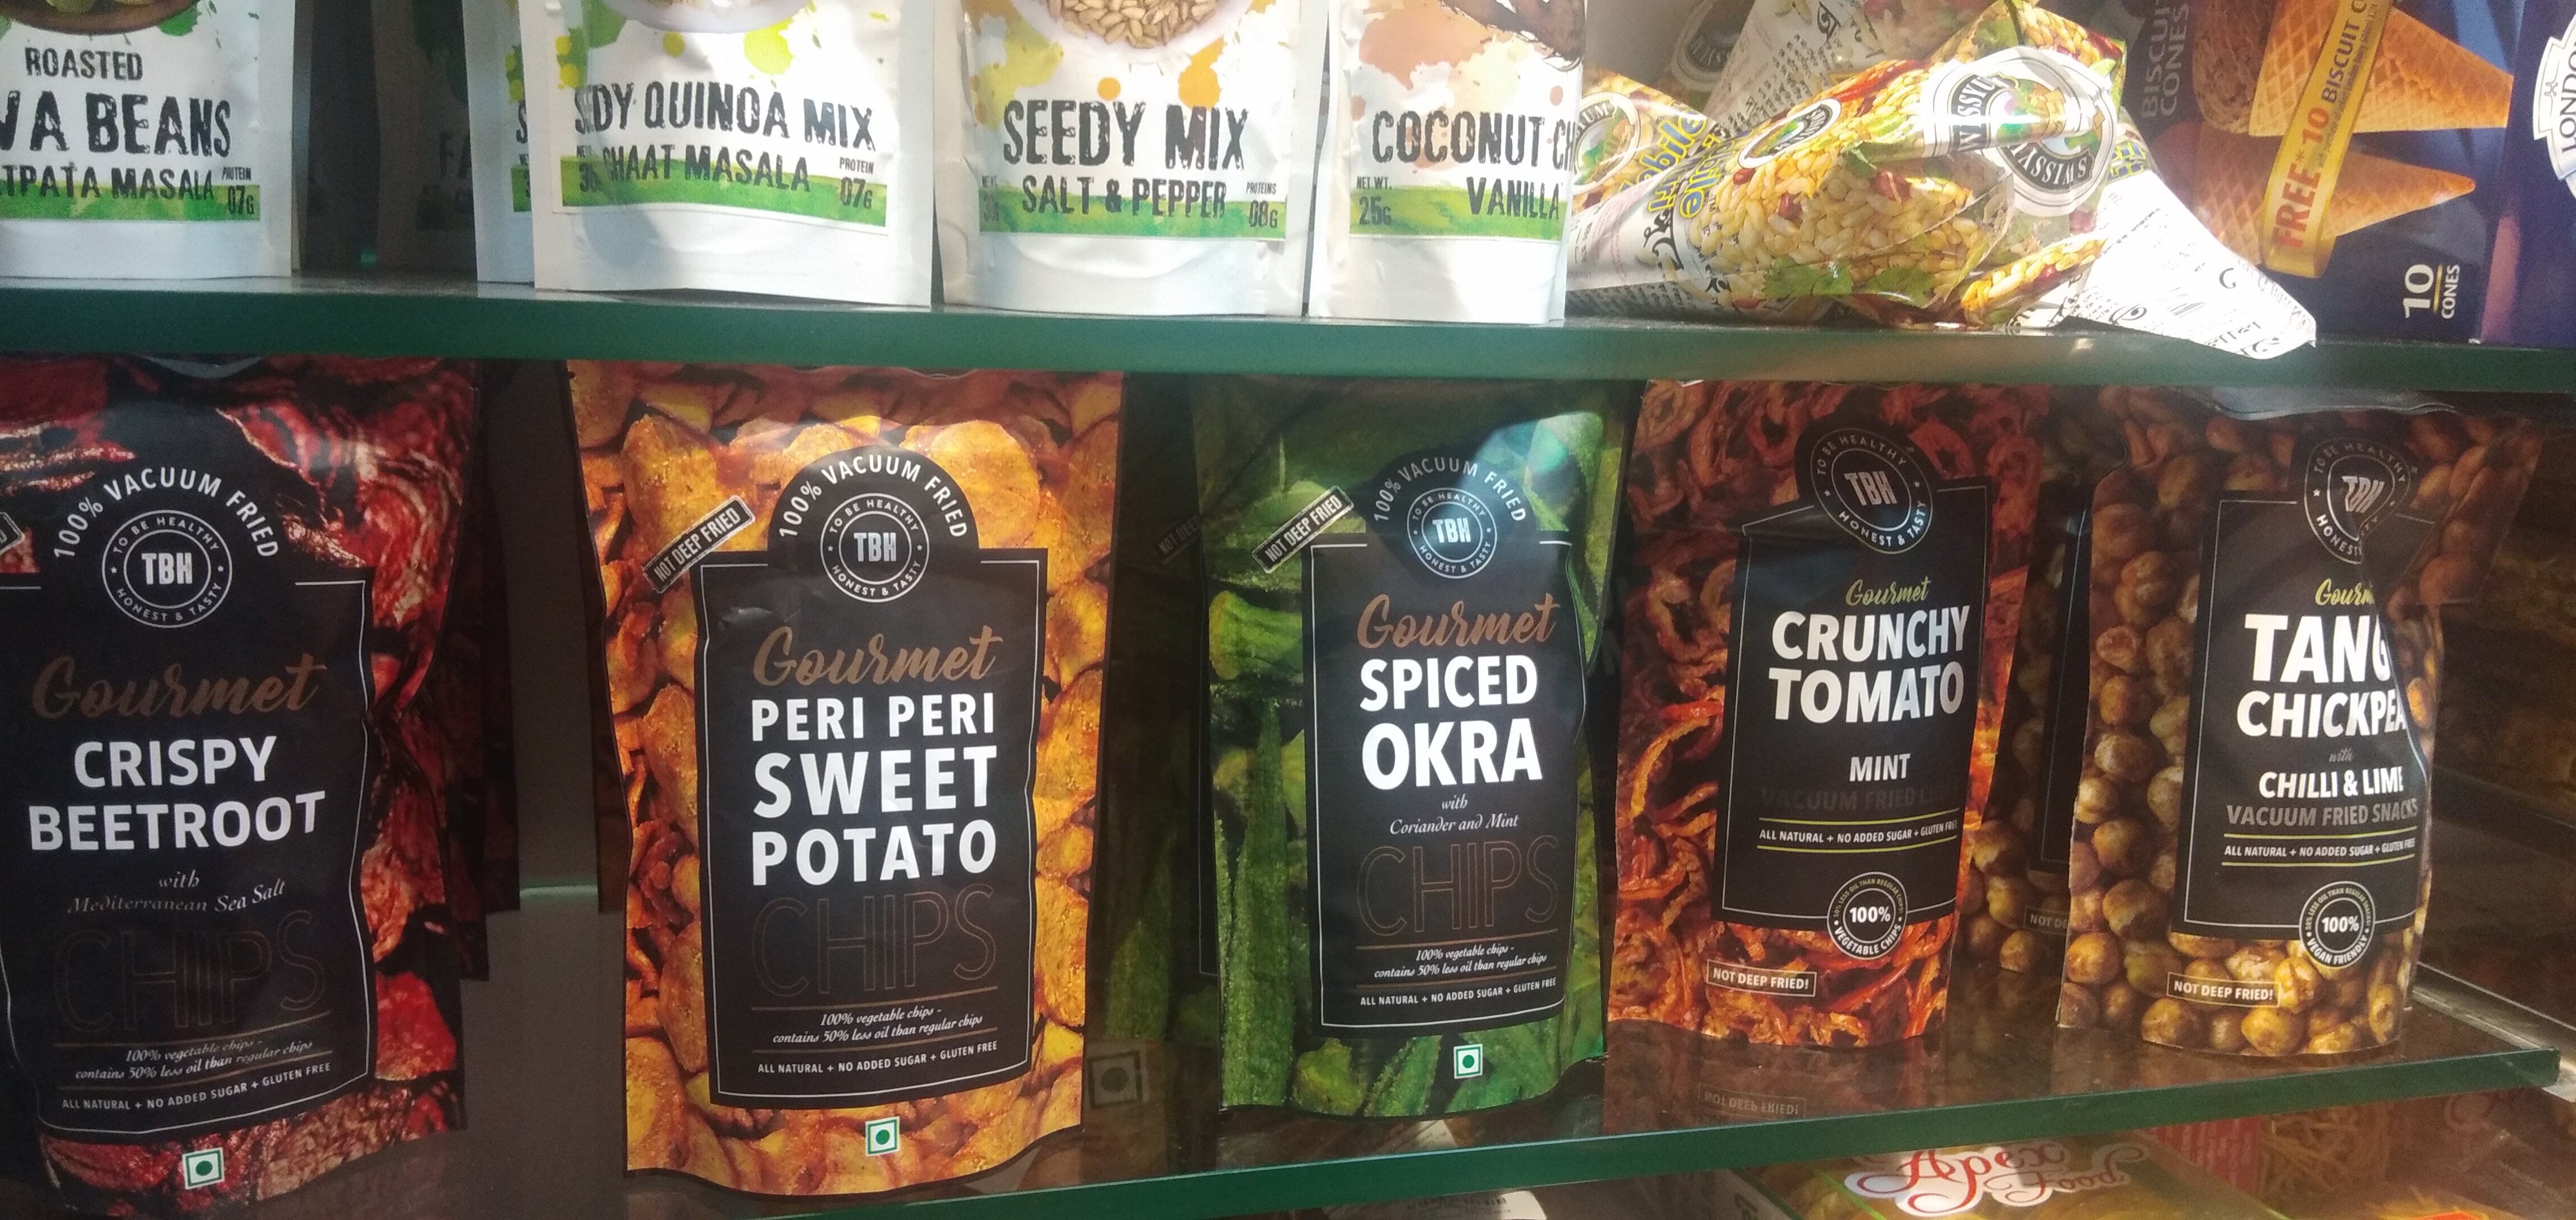 ROASTED
VA BEANS
TPATA MASALA
PROTEIN
07G
DY QUINOA MIX
CHAAT MASALA
PROTEIN
07G
SEEDY MIX
SALT & PEPPER
PROTEINS
08G
COCONUT CH
NET WT.
25G
VANILLA
BISCUIT
CONES
FREE* 10 BISCUIT C
10
CONES
LONDO
100% VACUUM FRIED
TO BE HEALTHY
TBH
HONEST & TASTY
Gourmet
CRISPY
BEETROOT
with
Mediterranean Sea Salt
CHIPS
100% vegetable chips -
contains 50% less oil than regular chips
ALL NATURAL + NO ADDED SUGAR + GLUTEN FREE
NOT DEEP FRIED
100% VACUUM FRIED
TO BE HEALTHY
TBH
HONEST & TASTY
Gourmet
PERI PERI
SWEET
POTATO
CHIPS
100% vegetable chips -
contains 50% less oil than regular chips
ALL NATURAL + NO ADDED SUGAR + GLUTEN FREE
NOT DEEP FRIED
100% VACUUM FRIED
TO BE HEALTHY
TBH
HONEST & TASTY
Gourmet
SPICED
OKRA
with
Coriander and Mint
CHIPS
100% vegetable chips -
contains 50% less oil than regular chips
ALL NATURAL + NO ADDED SUGAR + GLUTEN FREE
TO BE HEALTHY
TBH
HONEST & TASTY
Gourmet
CRUNCHY
TOMATO
MINT
VACUUM FRIED CHIPS
ALL NATURAL + NO ADDED SUGAR + GLUTEN FREE
100%
VEGETABLE CHIPS
NOT DEEP FRIED!
TO BE HEALTHY
TBH
HONEST
Gourm
TANG
CHICKPEA
with
CHILLI & LIME
VACUUM FRIED SNACKS
ALL NATURAL + NO ADDED SUGAR + GLUTEN FREE
100%
VEGAN FRIENDLY
NOT DEEP FRIED!
Apex
Food